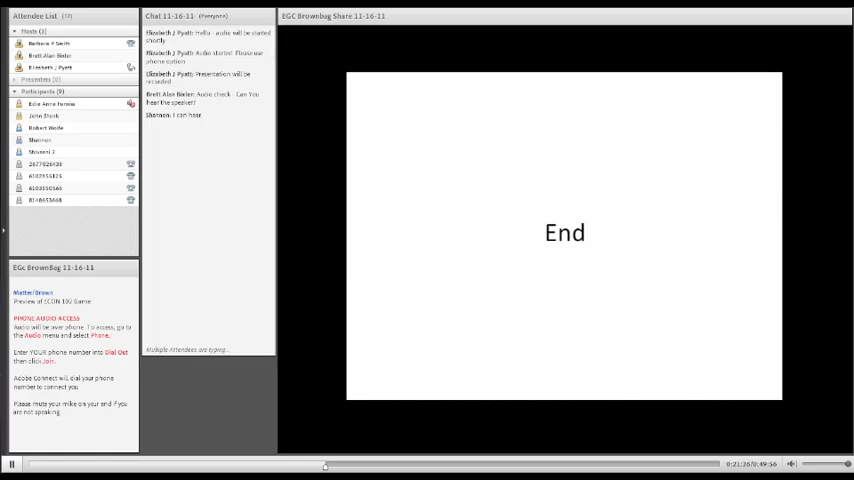 Attendee List (12)
Hosts (3)
Barbara P Smith
Brett Alan Bixler
Elizabeth J Pyatt
Presenters (0)
Participants (9)
Edie Anne
John Stonk
Robert Wolfe
Shannon
Shivaani 2
2677026435
6102955125
6103550565
EGc BrownBag 11-16-11
Matter/Brown
Preview of ECON 102 Game
PHONE AUDIO ACCESS
Audio will be over phone. To access, go to
the Audio menu and select Phone.
Enter YOUR phone number into Dial Out
then click Join.
Adobe Connect will dial your phone
number to connect you.
Please mute your mike on your end if you
are not speaking
Chat 11-16-11 (Everyone)
Elizabeth J Pyatt: Hello - audio will be started
shortly
Elizabeth J Pyatt: Audio started. Please use
phone option
Elizabeth J Pyatt: Presentation will be
recorded
Brett Alan Bixler: Audio check - Can You
hear the speaker?
Shannon: I can hear
Multiple Attendees are typing...
EGC Brownbag Share 11-16-11
End
0:21:26/0:49:56